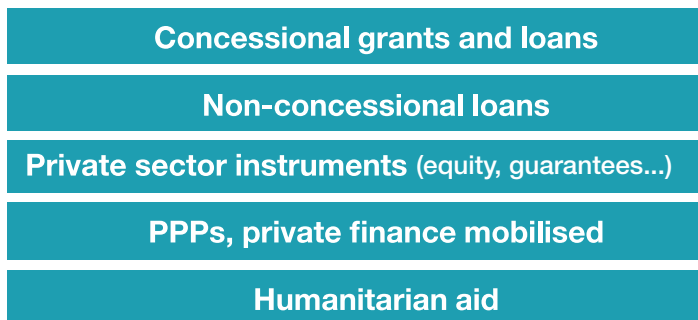 Concessional grants and loans
Non-concessional loans
Private sector instruments (equity, guarantees...)
PPPs, private finance mobilised
Humanitarian aid